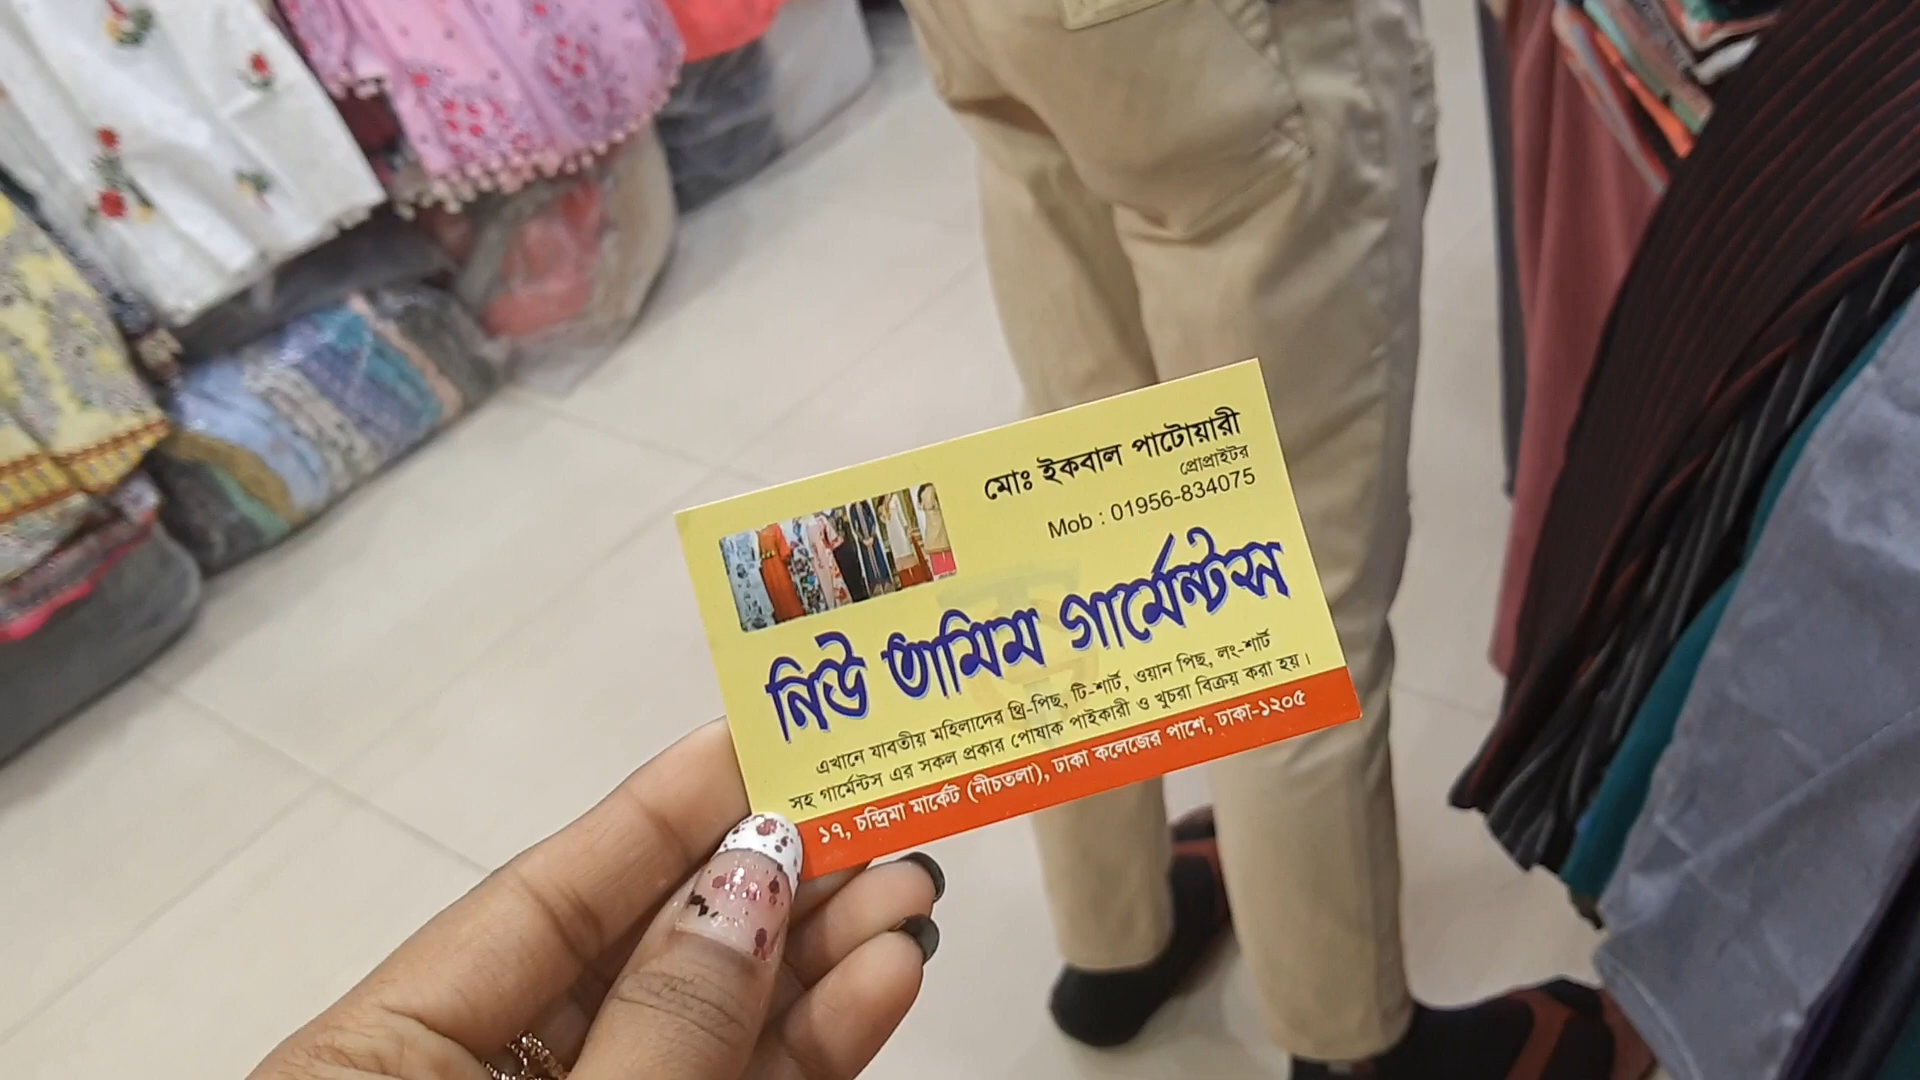 মোঃ ইকবাল পাটোয়ারী
প্রোপ্রাইটর
Mob : 01956-834075
নিউ তামিম গার্মেন্টস
এখানে যাবতীয় মহিলাদের থ্রি-পিছ, টি-শার্ট, ওয়ান পিছ, লং-শার্ট
সহ গার্মেন্টস এর সকল প্রকার পোষাক পাইকারী ও খুচরা বিক্রয় করা হয়।
১৭, চন্দ্রিমা মার্কেট (নীচতলা), ঢাকা কলেজের পাশে, ঢাকা-১২০৫